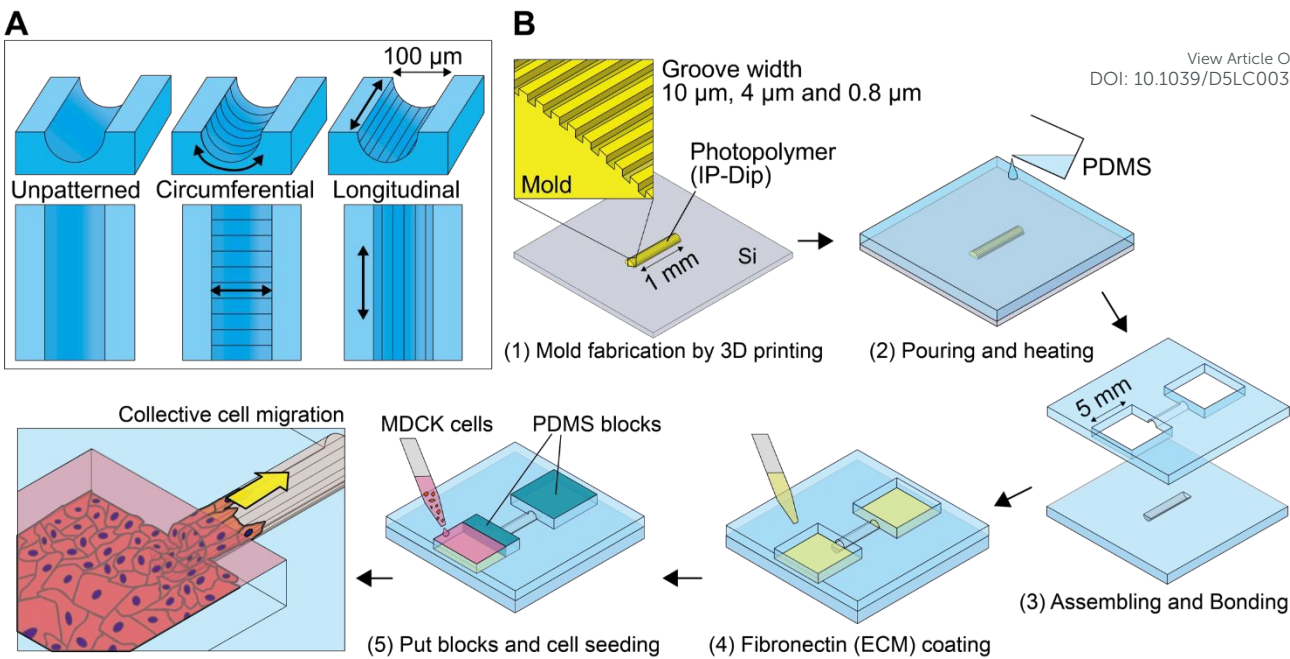 A
100 µm
Unpatterned
Circumferential
Longitudinal
B
View Article O
DOI: 10.1039/D5LC003
Groove width
10 µm, 4 µm and 0.8 µm
Mold
Photopolymer
(IP-Dip)
Si
1 mm
(1) Mold fabrication by 3D printing
PDMS
(2) Pouring and heating
5 mm
(3) Assembling and Bonding
(4) Fibronectin (ECM) coating
MDCK cells
PDMS blocks
(5) Put blocks and cell seeding
Collective cell migration